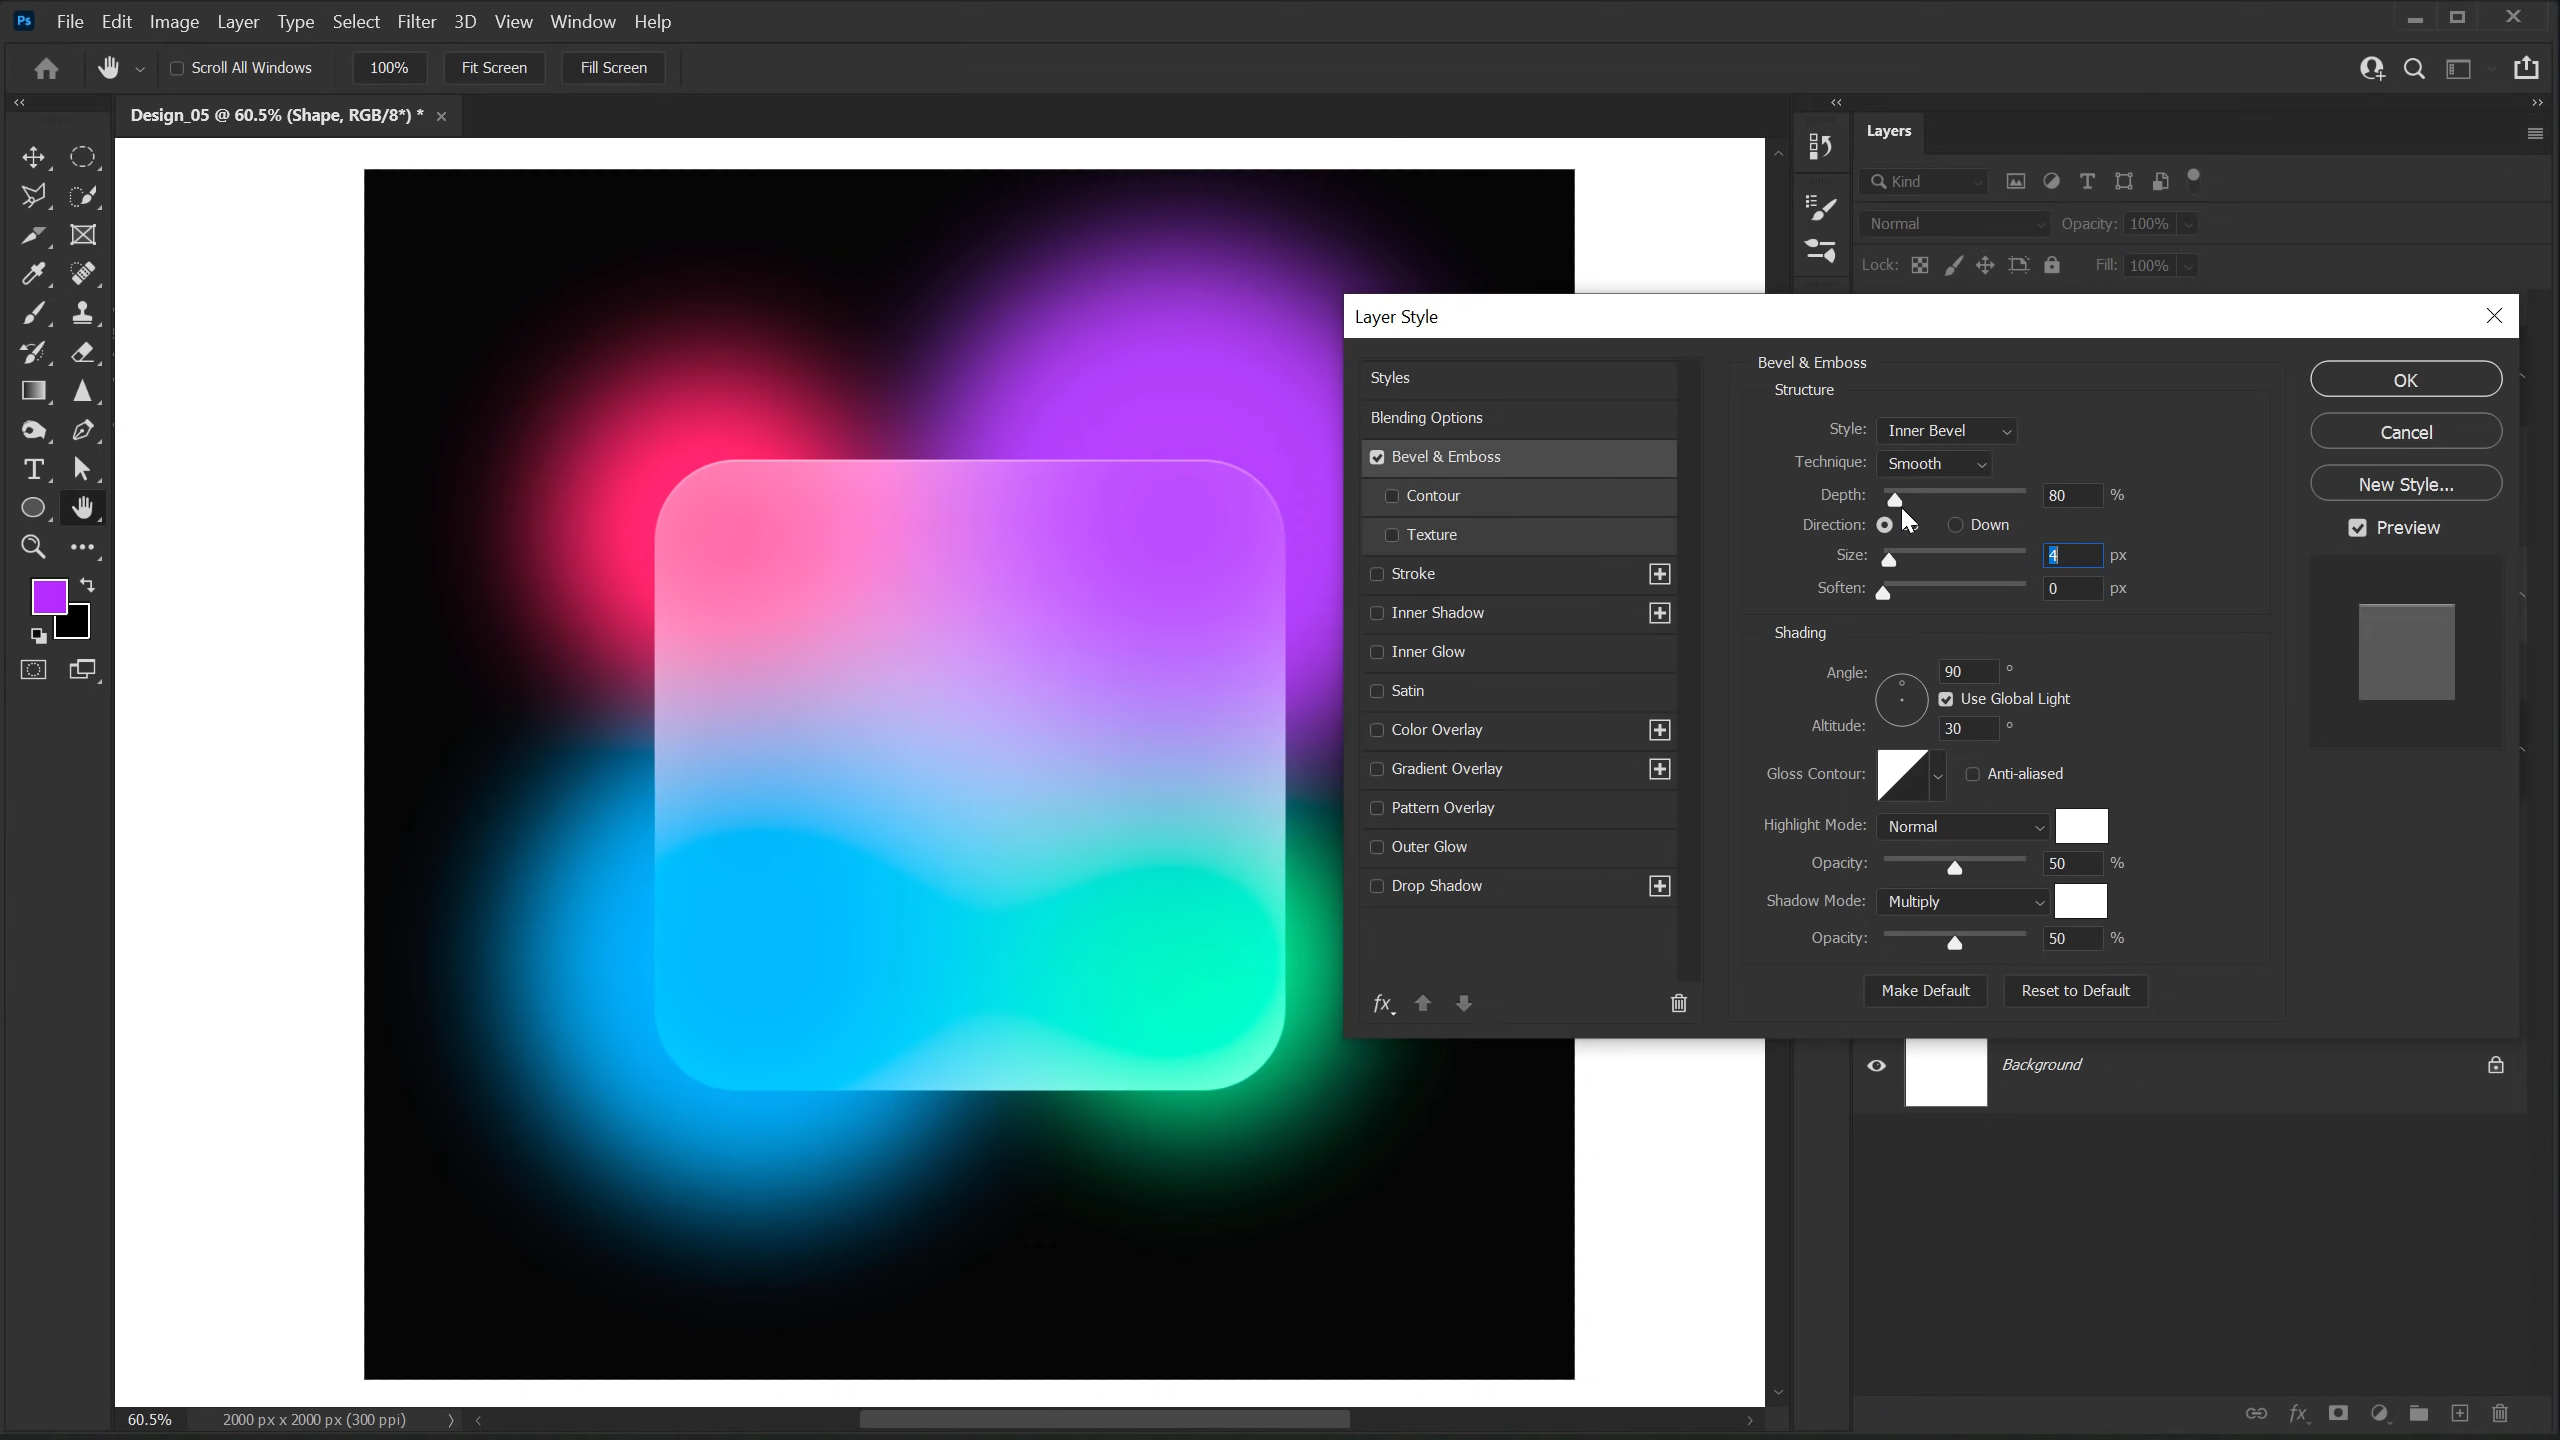 Ps File Edit Image Layer Type Select Filter 3D View Window Help
Scroll All Windows 100% Fit Screen Fill Screen
Design_05 @ 60.5% (Shape, RGB/8*) *
Layers
Kind
Normal Opacity: 100%
Lock: Fill: 100%
Layer Style
Styles
Blending Options
Bevel & Emboss
Contour
Texture
Stroke
Inner Shadow
Inner Glow
Satin
Color Overlay
Gradient Overlay
Pattern Overlay
Outer Glow
Drop Shadow
fx
Bevel & Emboss
Structure
Style: Inner Bevel
Technique: Smooth
Depth: 80 %
Direction: Down
Size: 4 px
Soften: 0 px
Shading
Angle: 90 °
Use Global Light
Altitude: 30 °
Gloss Contour: Anti-aliased
Highlight Mode: Normal
Opacity: 50 %
Shadow Mode: Multiply
Opacity: 50 %
Make Default Reset to Default
OK
Cancel
New Style...
Preview
Background
60.5% 2000 px x 2000 px (300 ppi)
fx